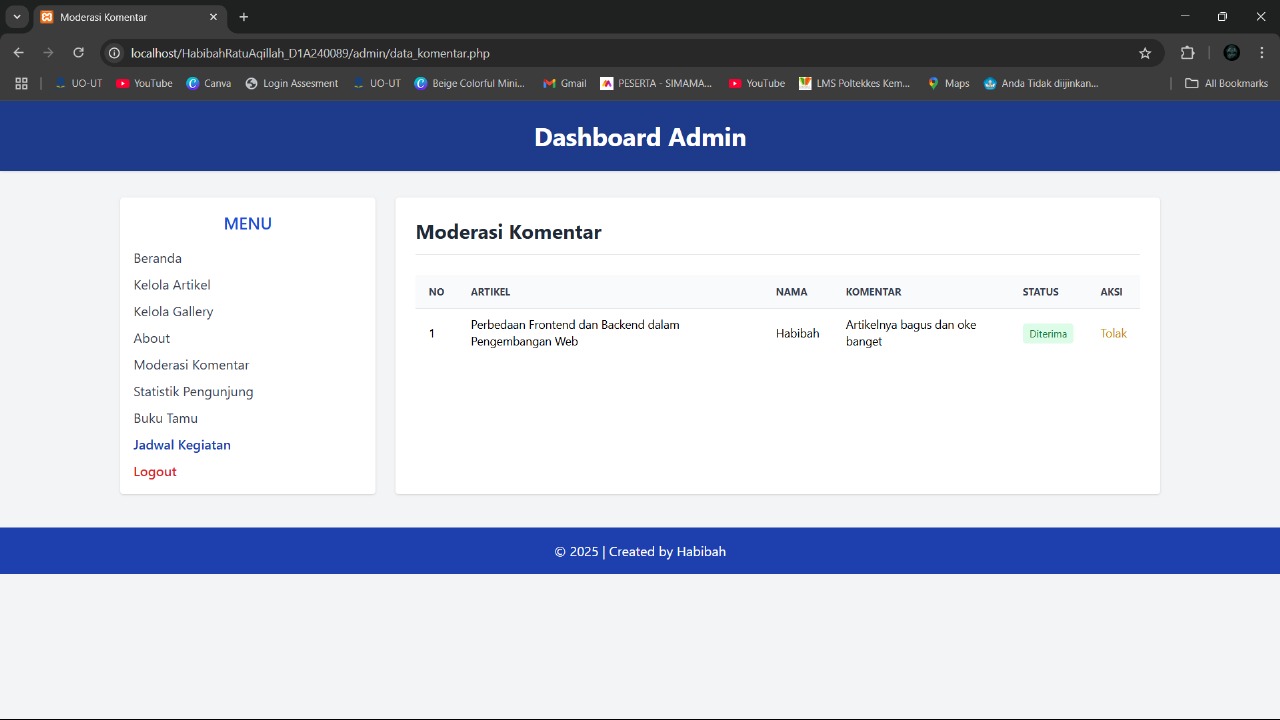 Moderasi Komentar
localhost/HabibahRatuAqillah_D1A240089/admin/data_komentar.php
UO-UT YouTube Canva Login Assesment UO-UT Beige Colorful Mini... Gmail PESERTA - SIMAMA... YouTube LMS Poltekkes Kem... Maps Anda Tidak diijinkan... All Bookmarks
Dashboard Admin
MENU
Beranda
Kelola Artikel
Kelola Gallery
About
Moderasi Komentar
Statistik Pengunjung
Buku Tamu
Jadwal Kegiatan
Logout
Moderasi Komentar
NO ARTIKEL NAMA KOMENTAR STATUS AKSI
1 Perbedaan Frontend dan Backend dalam
Pengembangan Web
Habibah
Artikelnya bagus dan oke
banget
Diterima
Tolak
© 2025 | Created by Habibah